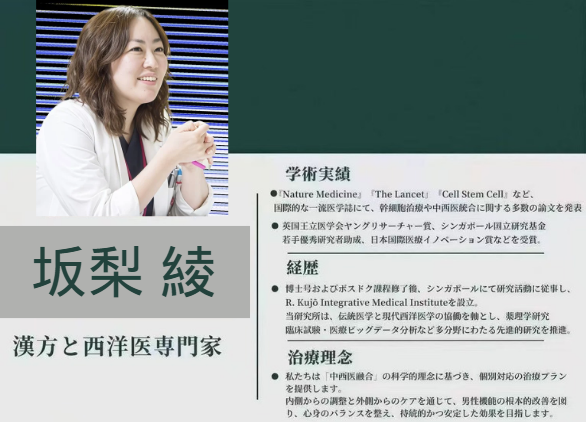 坂梨 綾
漢方と西洋医専門家
学術実績
●『Nature Medicine』『The Lancet』『Cell Stem Cell』など、
国際的な一流医学誌にて、幹細胞治療や中西医統合に関する多数の論文を発表
● 英国王立医学会ヤングリサーチャー賞、シンガポール国立研究基金
若手優秀研究者助成、日本国際医療イノベーション賞などを受賞。
経歴
● 博士号およびポスドク課程修了後、シンガポールにて研究活動に従事し、
R. Kujō Integrative Medical Instituteを設立。
当研究所は、伝統医学と現代西洋医学の協働を軸とし、薬理学研究
臨床試験・医療ビッグデータ分析など多分野にわたる先進的研究を推進。
治療理念
● 私たちは「中西医融合」の科学的理念に基づき、個別対応の治療プラン
を提供します。
内側からの調整と外側からのケアを通じて、男性機能の根本的改善を図
り、心身のバランスを整え、持続的かつ安定した効果を目指します。